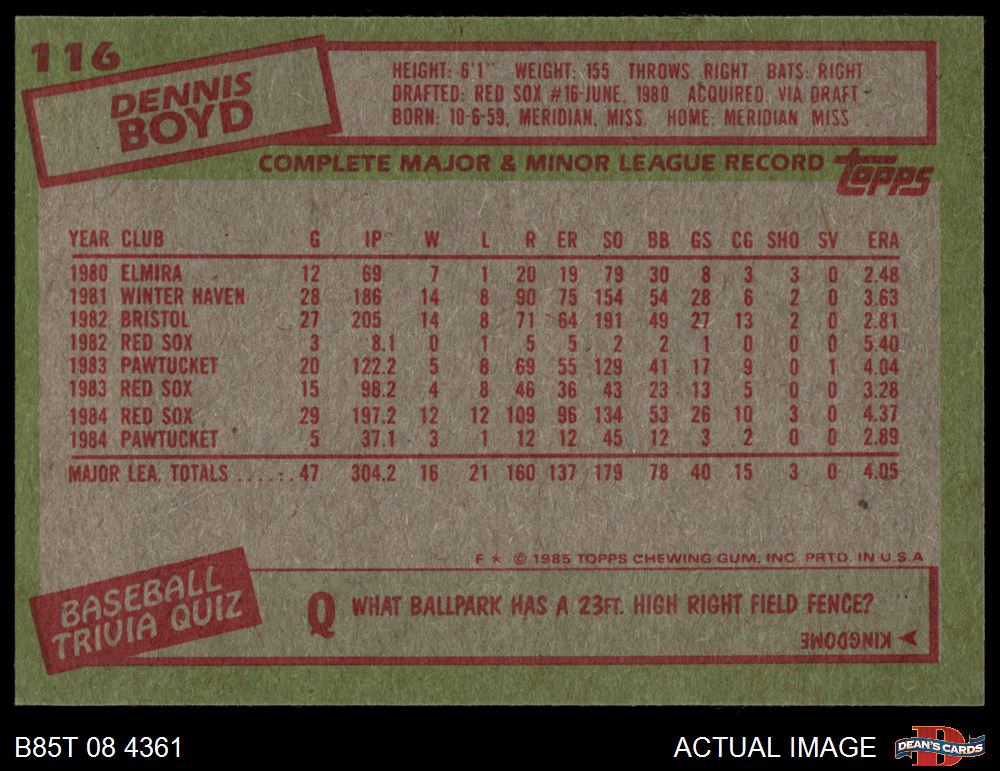 116
DENNIS
BOYD
HEIGHT: 6'1" WEIGHT: 155 THROWS: RIGHT BATS: RIGHT
DRAFTED: RED SOX #16-JUNE, 1980 ACQUIRED: VIA DRAFT
BORN: 10-6-59, MERIDIAN, MISS. HOME: MERIDIAN MISS
COMPLETE MAJOR & MINOR LEAGUE RECORD
TOPPS
YEAR CLUB G IP W L R ER SO BB GS CG SHO SV ERA
1980 ELMIRA 12 69 7 1 20 19 79 30 8 3 3 0 2.48
1981 WINTER HAVEN 28 186 14 8 90 75 154 54 28 6 2 0 3.63
1982 BRISTOL 27 205 14 8 71 64 191 49 27 13 2 0 2.81
1982 RED SOX 3 8.1 0 1 5 5 2 2 1 0 0 0 5.40
1983 PAWTUCKET 20 122.2 5 8 69 55 129 41 17 9 0 1 4.04
1983 RED SOX 15 98.2 4 8 46 36 43 23 13 5 0 0 3.28
1984 RED SOX 29 197.2 12 12 109 96 134 53 26 10 3 0 4.37
1984 PAWTUCKET 5 37.1 3 1 12 12 45 12 3 2 0 0 2.89
MAJOR LEA. TOTALS ...... 47 304.2 16 21 160 137 179 78 40 15 3 0 4.05
F * © 1985 TOPPS CHEWING GUM, INC. PRTD. IN U.S.A
BASEBALL
TRIVIA QUIZ
Q WHAT BALLPARK HAS A 23FT. HIGH RIGHT FIELD FENCE?
KINGDOME
B85T 08 4361
ACTUAL IMAGE
D
DEAN'S CARDS